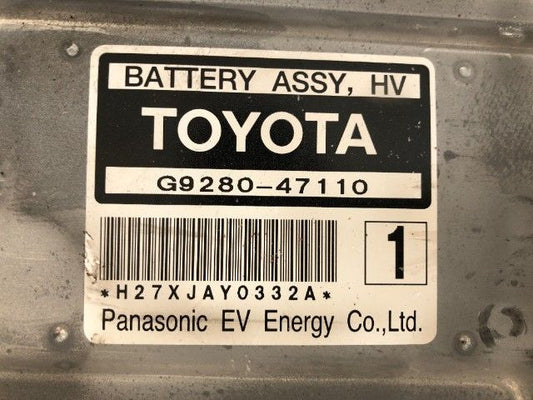 BATTERY ASSY, HV
TOYOTA
G9280-47110
1
*H27XJAY0332A*
Panasonic EV Energy Co.,Ltd.